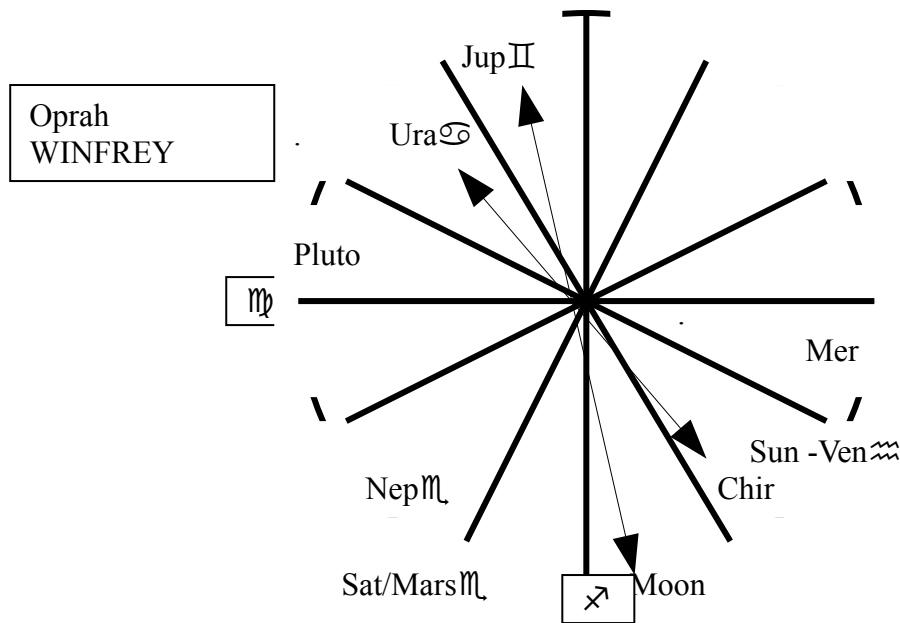 Jup♊
Oprah
WINFREY
Ura♋
Pluto
♍
Mer
Sun -Ven♒
Nep♏
Chir
Sat/Mars♏
♐
Moon